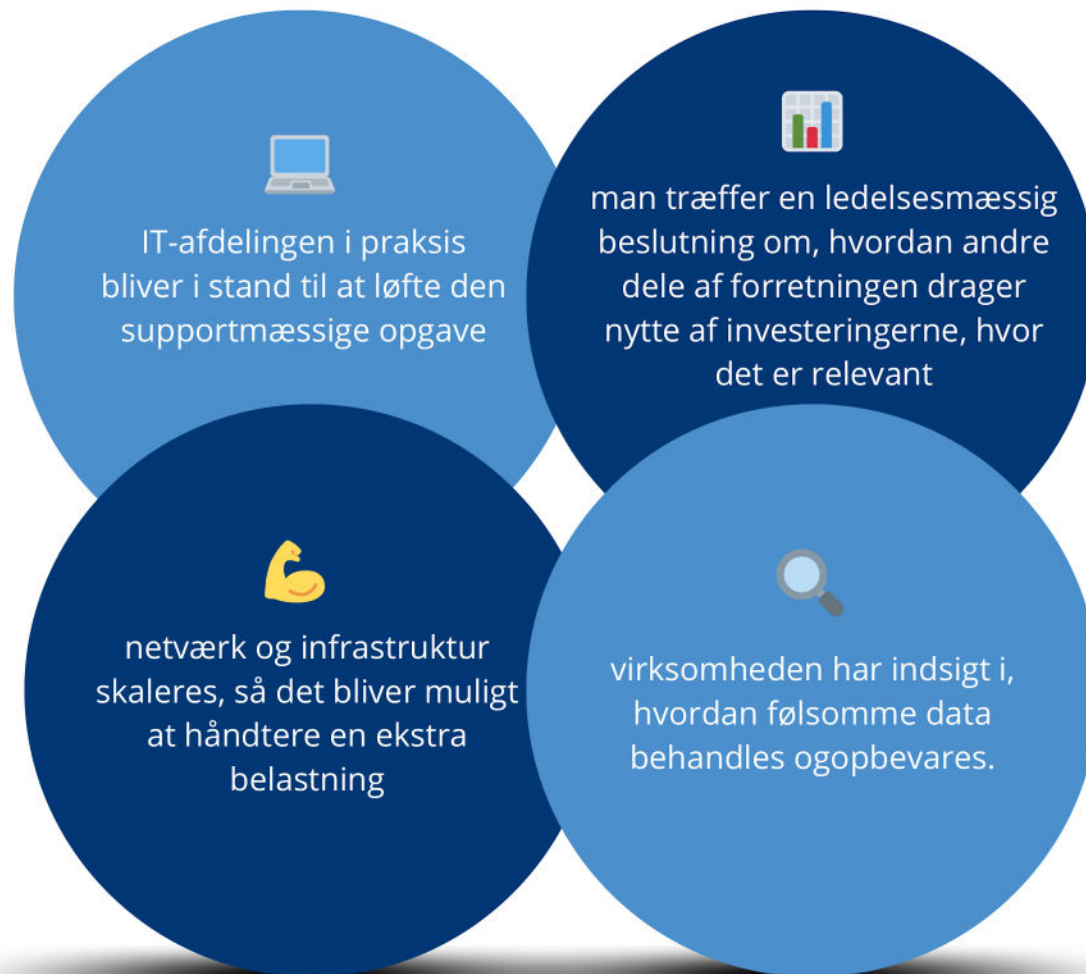 IT-afdelingen i praksis
bliver i stand til at løfte den
supportmæssige opgave
man træffer en ledelsesmæssig
beslutning om, hvordan andre
dele af forretningen drager
nytte af investeringerne, hvor
det er relevant
netværk og infrastruktur
skaleres, så det bliver muligt
at håndtere en ekstra
belastning
virksomheden har indsigt i,
hvordan følsomme data
behandles ogopbevares.